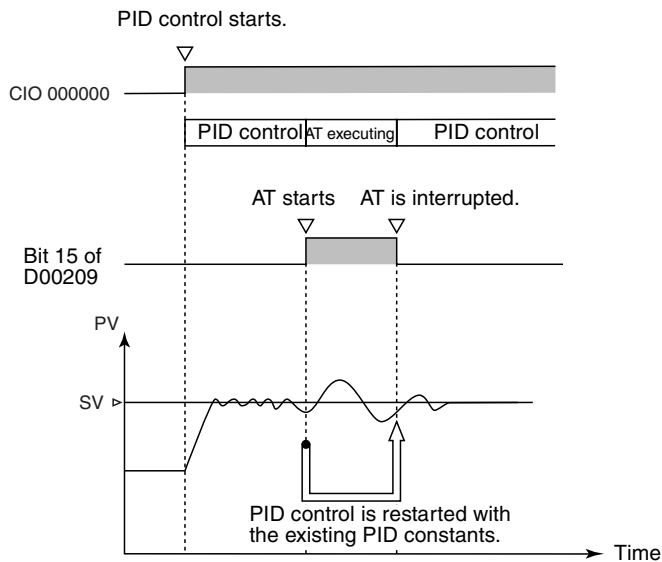 PID control starts.
CIO 000000
PID control AT executing PID control
AT starts AT is interrupted.
Bit 15 of
D00209
PV
SV
PID control is restarted with
the existing PID constants.
Time